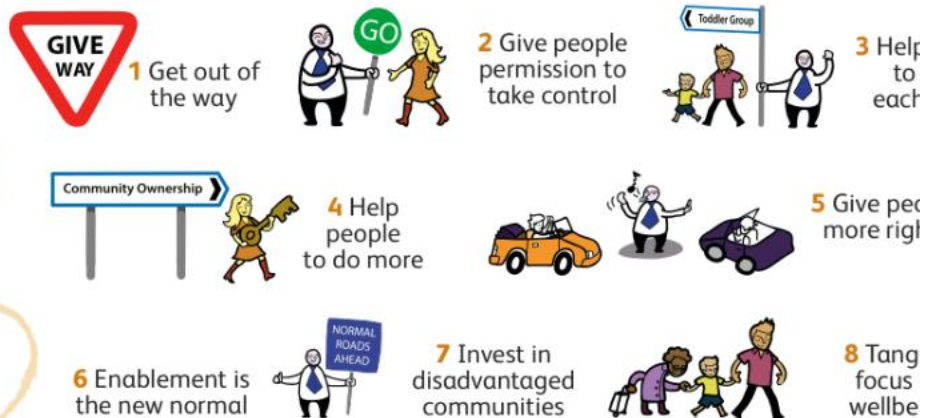 GIVE
WAY
1 Get out of
the way
GO
2 Give people
permission to
take control
Toddler Group
3 Help
to
each
Community Ownership
4 Help
people
to do more
5 Give
more
6 Enablement is
the new normal
NORMAL
ROADS
AHEAD
7 Invest in
disadvantaged
communities
8
focus